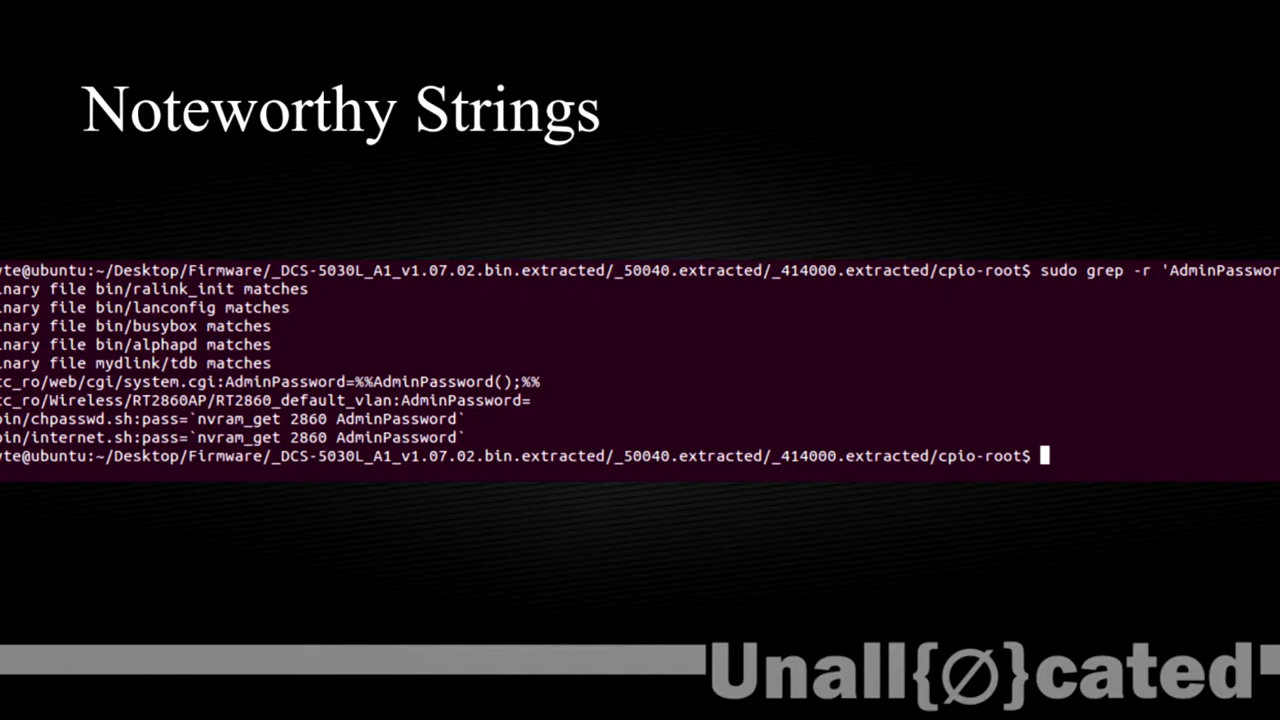 Noteworthy Strings
yte@ubuntu:~/Desktop/Firmware/_DCS-5030L_A1_v1.07.02.bin.extracted/_50040.extracted/_414000.extracted/cpio-root$ sudo grep -r 'AdminPasswor
inary file bin/ralink_init matches
inary file bin/lanconfig matches
inary file bin/busybox matches
inary file bin/alphapd matches
inary file mydlink/tdb matches
tc_ro/web/cgi/system.cgi:AdminPassword=%%AdminPassword();%%
tc_ro/Wireless/RT2860AP/RT2860_default_vlan:AdminPassword=
bin/chpasswd.sh:pass=`nvram_get 2860 AdminPassword`
bin/internet.sh:pass=`nvram_get 2860 AdminPassword`
yte@ubuntu:~/Desktop/Firmware/_DCS-5030L_A1_v1.07.02.bin.extracted/_50040.extracted/_414000.extracted/cpio-root$
Unall{Ø}cated